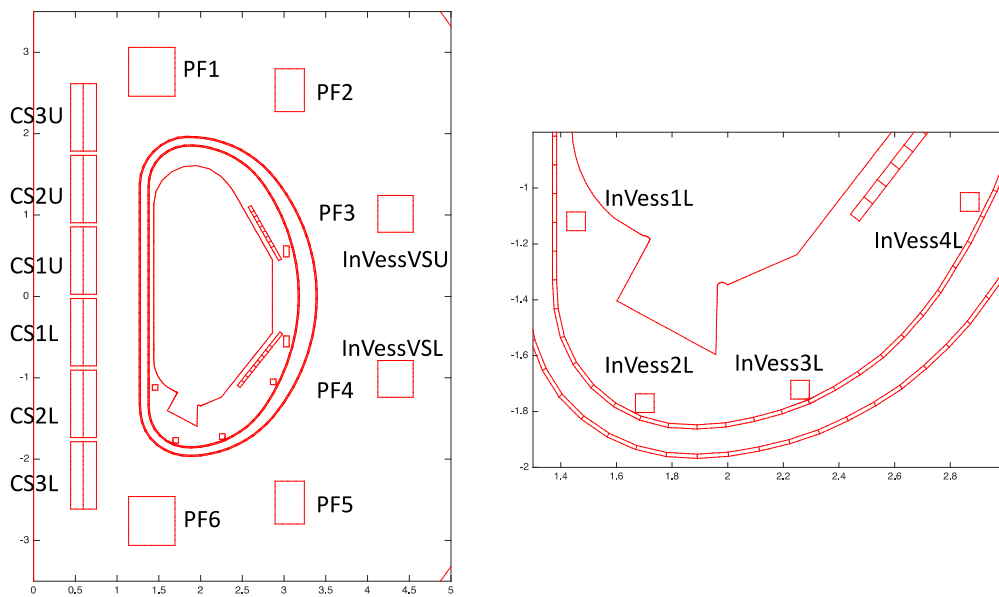 3
2
1
0
-1
-2
-3
0
0.5
1
1.5
2
2.5
3
3.5
4
4.5
5
CS3U
CS2U
CS1U
CS1L
CS2L
CS3L
PF1
PF2
PF3
InVessVSU
InVessVSL
PF4
PF5
PF6
-1
-1.2
-1.4
-1.6
-1.8
-2
1.4
1.6
1.8
2
2.2
2.4
2.6
2.8
InVess1L
InVess4L
InVess2L
InVess3L